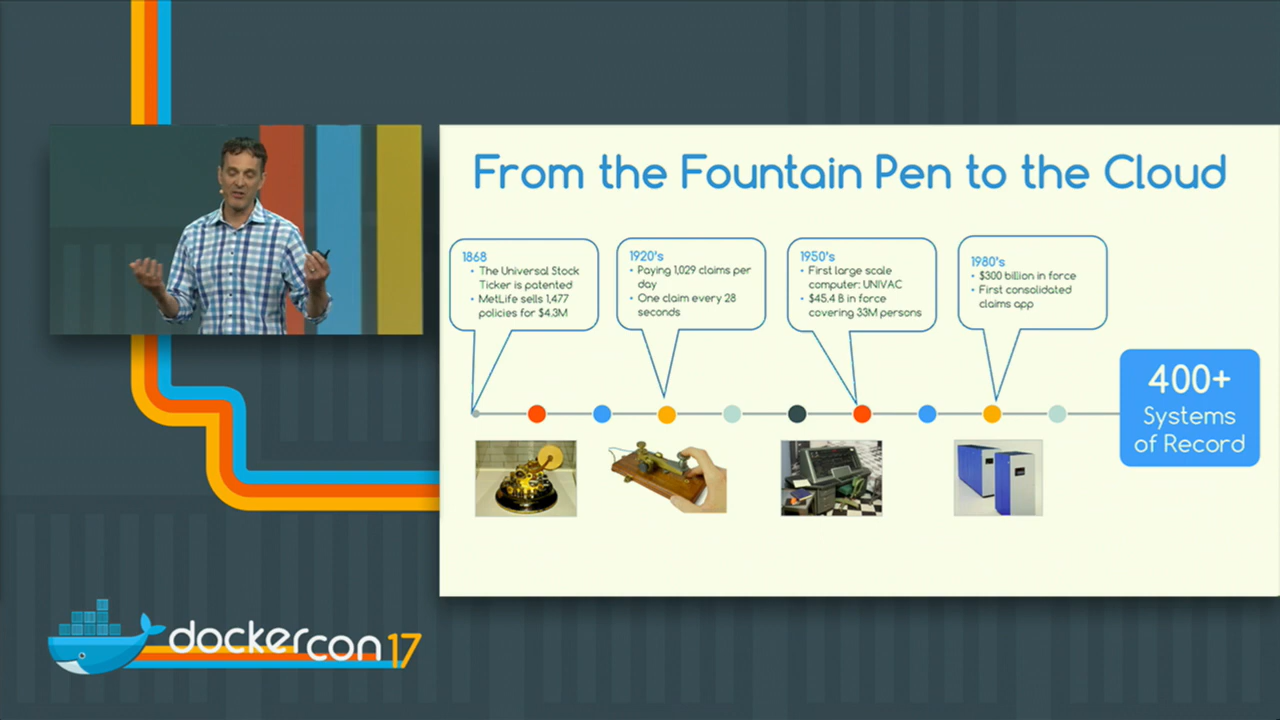 From the Fountain Pen to the Cloud
1868
• The Universal Stock
Ticker is patented
• MetLife sells 1,477
policies for $4.3M
1920's
• Paying 1,029 claims per
day
• One claim every 28
seconds
1950's
• First large scale
computer: UNIVAC
• $45.4 B in force
covering 33M persons
1980's
• $300 billion in force
• First consolidated
claims app
400+
Systems
of Record
dockercon 17